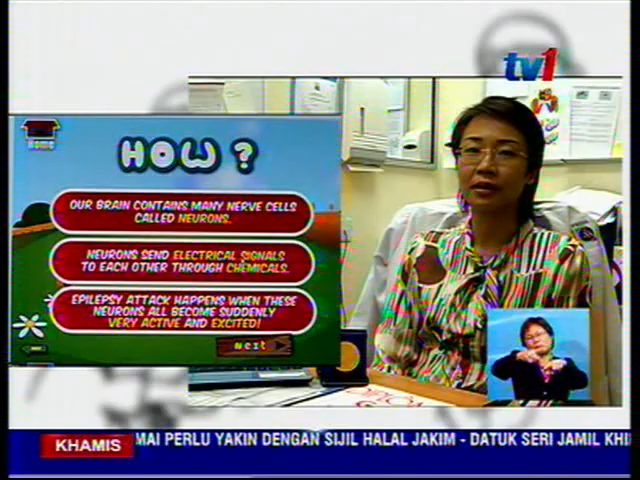 tv1
Home
HOW ?
OUR BRAIN CONTAINS MANY NERVE CELLS
CALLED NEURONS.
NEURONS SEND ELECTRICAL SIGNALS
TO EACH OTHER THROUGH CHEMICALS.
EPILEPSY ATTACK HAPPENS WHEN THESE
NEURONS ALL BECOME SUDDENLY
VERY ACTIVE AND EXCITED!
Next
KHAMIS
MAI PERLU YAKIN DENGAN SIJIL HALAL JAKIM - DATUK SERI JAMIL KHI